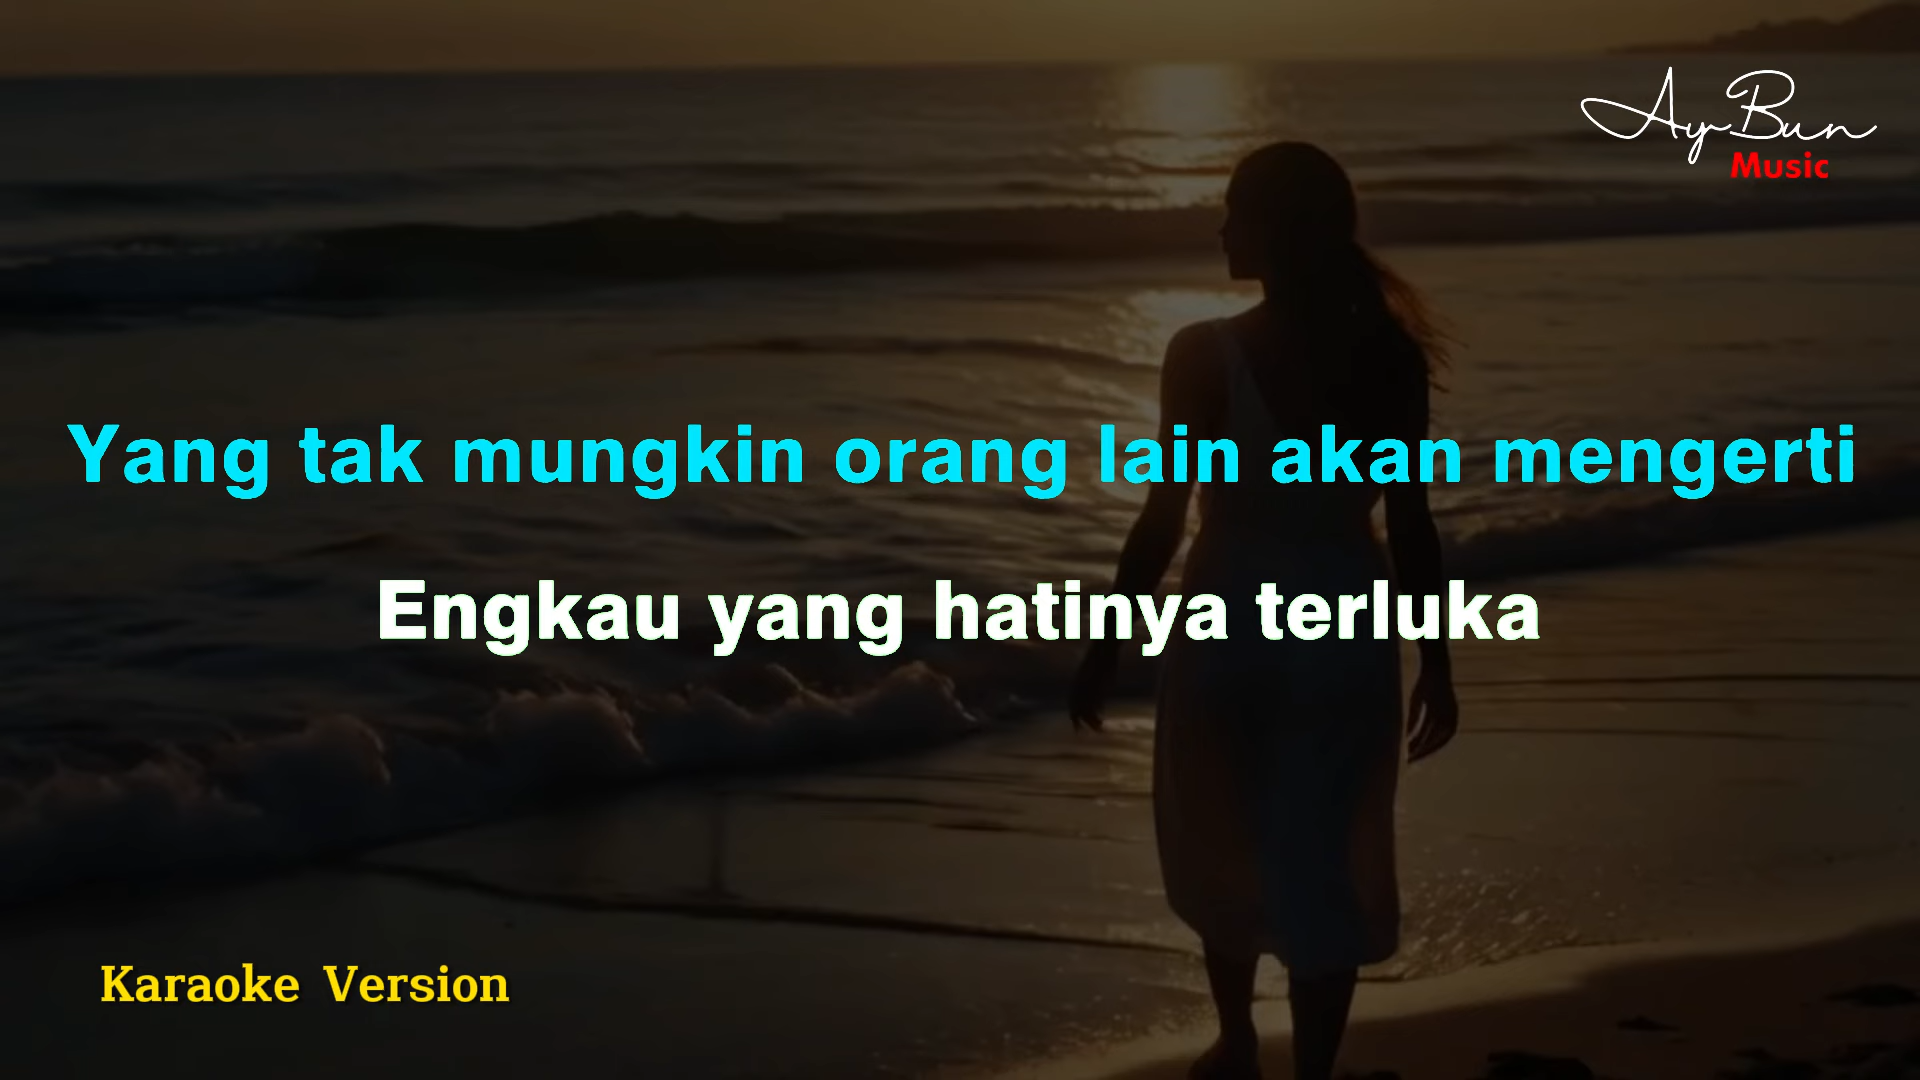 AyBun
Music
Yang tak mungkin orang lain akan mengerti
Engkau yang hatinya terluka
Karaoke Version